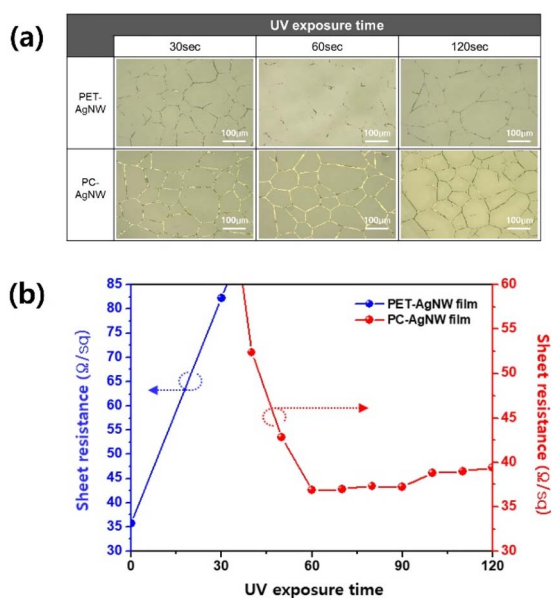 (a)
UV exposure time
30sec 60sec 120sec
PET-
AgNW
100μm 100μm 100μm
PC-
AgNW
100μm 100μm 100μm
(b)
PET-AgNW film
PC-AgNW film
Sheet resistance (Ω/sq)
85
80
75
70
65
60
55
50
45
40
35
30
Sheet resistance (Ω/sq)
60
55
50
45
40
35
30
0 30 60 90 120
UV exposure time